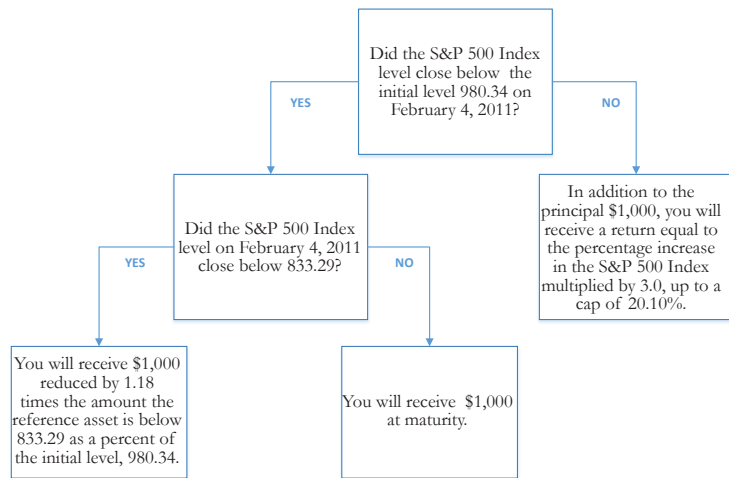 Did the S&P 500 Index
level close below the
initial level 980.34 on
February 4, 2011?
YES
NO
Did the S&P 500 Index
level on February 4, 2011
close below 833.29?
In addition to the
principal $1,000, you will
receive a return equal to
the percentage increase
in the S&P 500 Index
multiplied by 3.0, up to a
cap of 20.10%.
YES
NO
You will receive $1,000
reduced by 1.18
times the amount the
reference asset is below
833.29 as a percent of
the initial level, 980.34.
You will receive $1,000
at maturity.